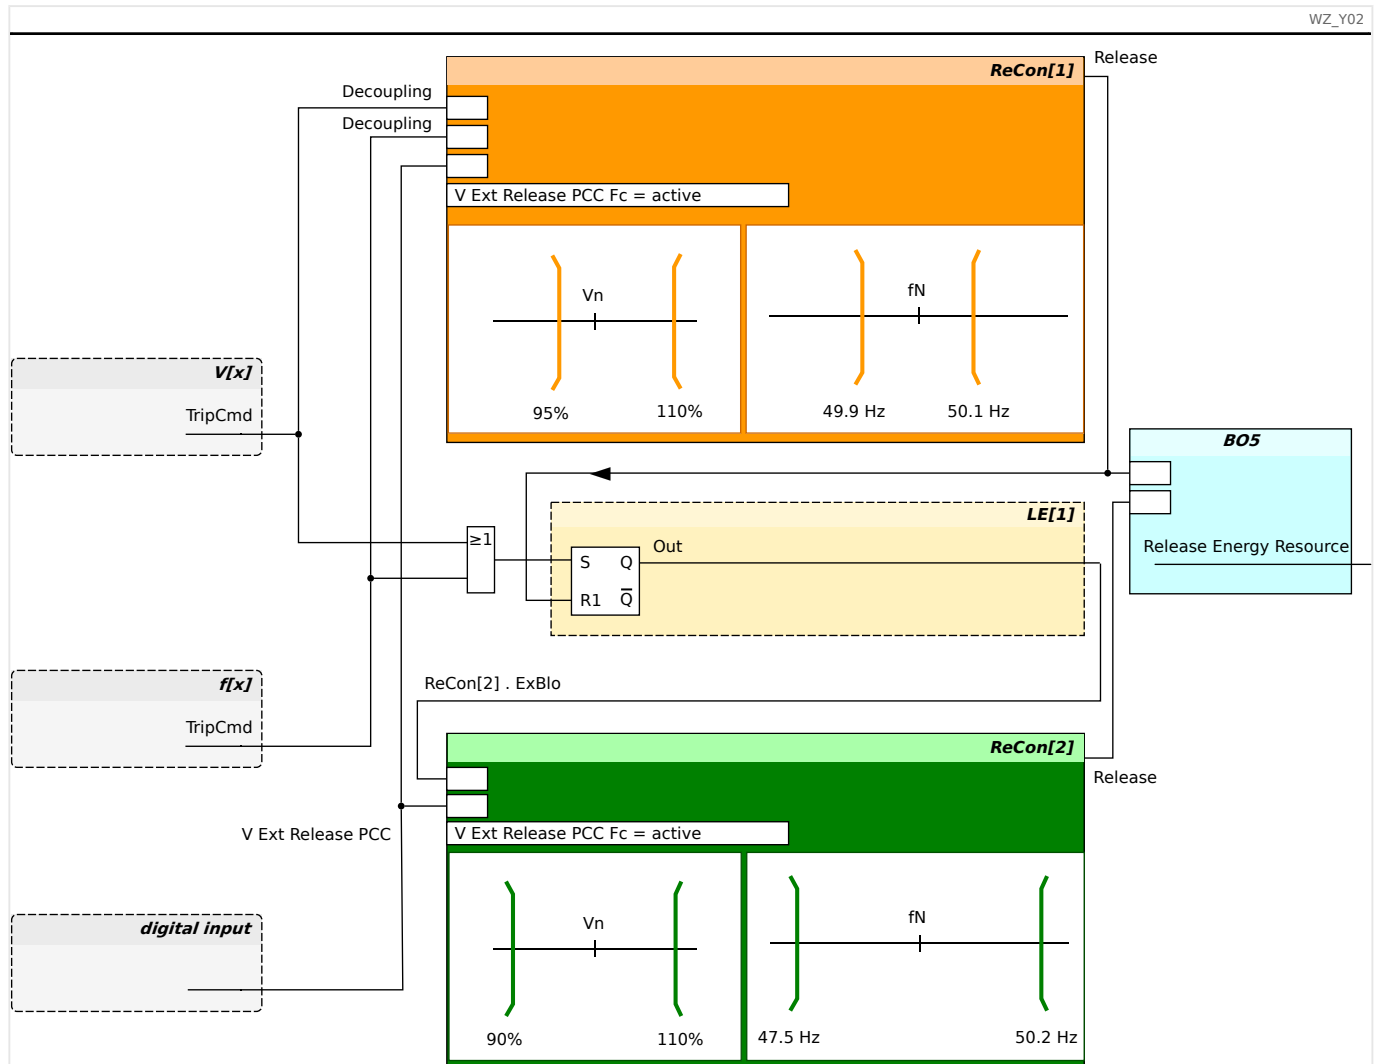 WZ_Y02
Release
ReCon[1]
Decoupling
Decoupling
V Ext Release PCC Fc = active
Vn
fN
95%
110%
49.9 Hz
50.1 Hz
V[x]
TripCmd
BO5
Release Energy Resource
LE[1]
≥1
Out
S Q
R1 Q̅
f[x]
TripCmd
ReCon[2] . ExBlo
ReCon[2]
Release
V Ext Release PCC
V Ext Release PCC Fc = active
digital input
Vn
fN
90%
110%
47.5 Hz
50.2 Hz